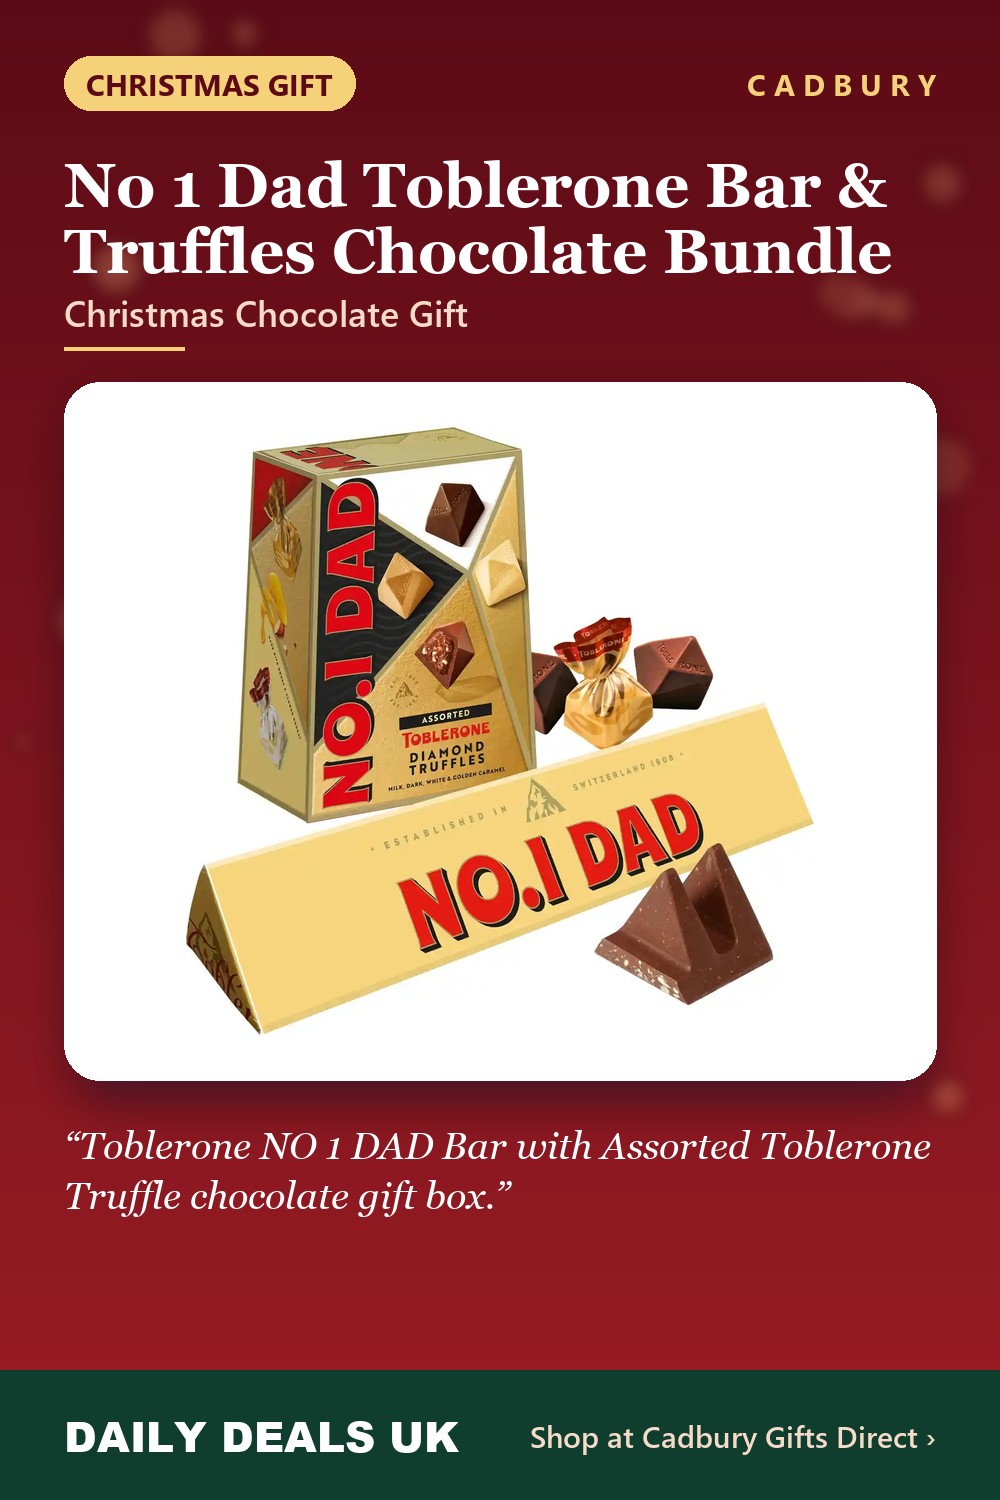 CHRISTMAS GIFT
CADBURY
No 1 Dad Toblerone Bar &
Truffles Chocolate Bundle
Christmas Chocolate Gift
NO.1 DAD
ASSORTED
TOBLERONE
DIAMOND
TRUFFLES
MILK, DARK, WHITE & GOLDEN CARAMEL
TOBLERONE
ESTABLISHED IN
SWITZERLAND 1908
NO.1 DAD
“Toblerone NO 1 DAD Bar with Assorted Toblerone
Truffle chocolate gift box.”
DAILY DEALS UK
Shop at Cadbury Gifts Direct ›